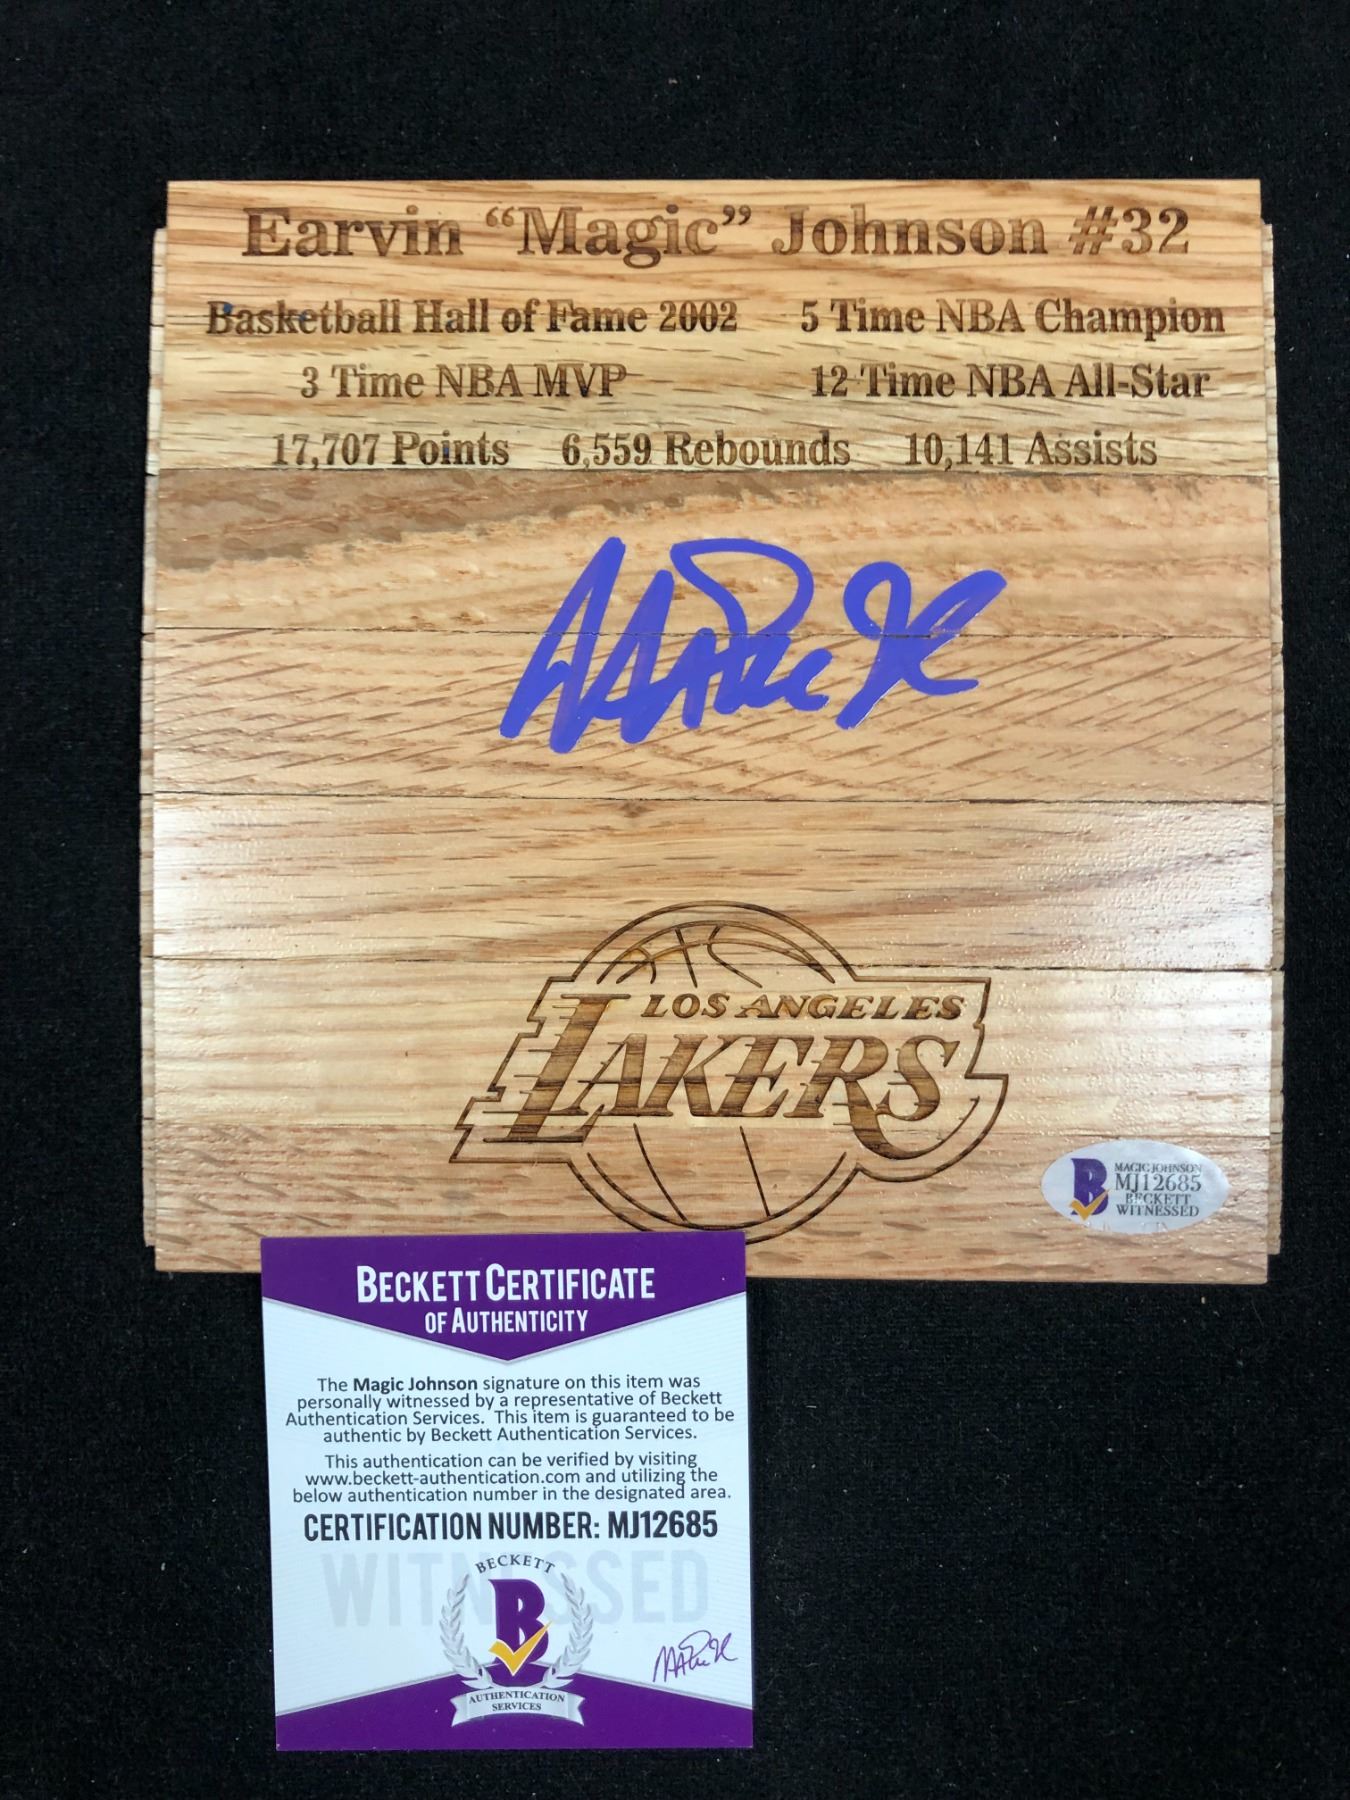 Earvin “Magic” Johnson #32
Basketball Hall of Fame 2002 5 Time NBA Champion
3 Time NBA MVP 12 Time NBA All-Star
17,707 Points 6,559 Rebounds 10,141 Assists
LOS ANGELES
LAKERS
B
MAGIC JOHNSON
MJ12685
BECKETT
WITNESSED
BECKETT CERTIFICATE
OF AUTHENTICITY
The Magic Johnson signature on this item was
personally witnessed by a representative of Beckett
Authentication Services. This item is guaranteed to be
authentic by Beckett Authentication Services.
This authentication can be verified by visiting
www.beckett-authentication.com and utilizing the
below authentication number in the designated area.
CERTIFICATION NUMBER: MJ12685
WITNESSED
BECKETT
B
AUTHENTICATION
SERVICES